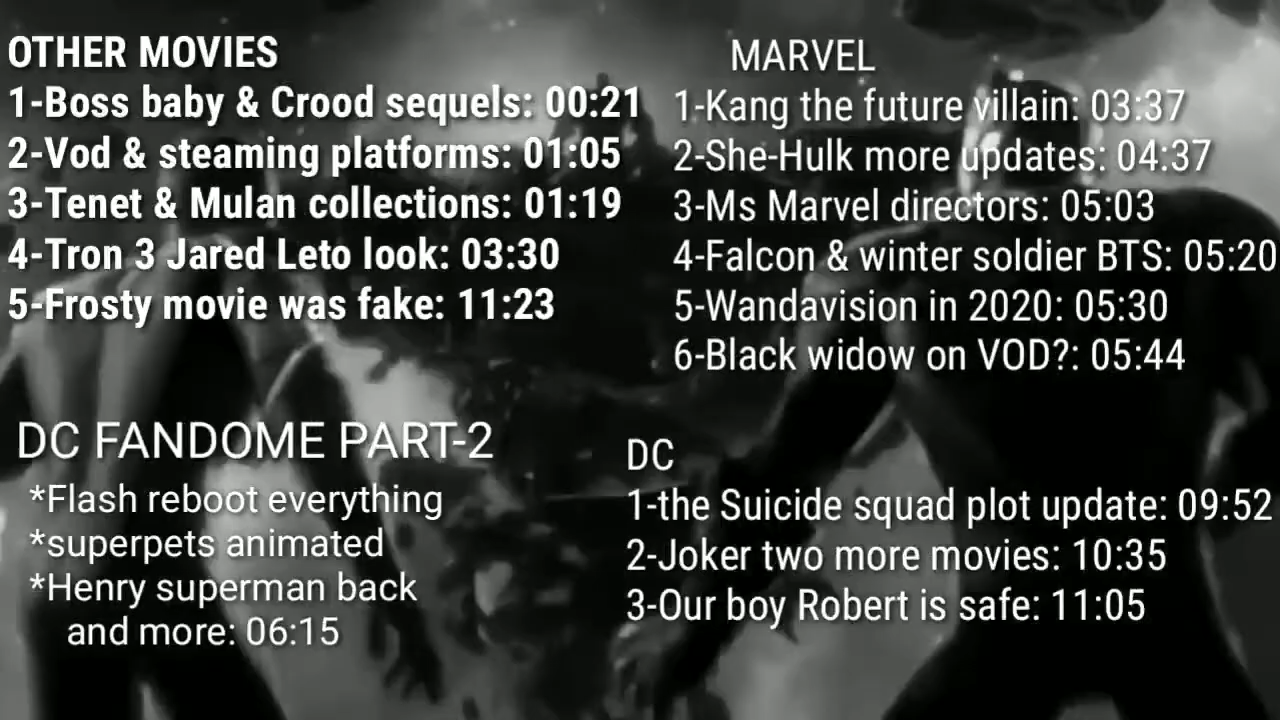 OTHER MOVIES
1-Boss baby & Crood sequels: 00:21
2-Vod & steaming platforms: 01:05
3-Tenet & Mulan collections: 01:19
4-Tron 3 Jared Leto look: 03:30
5-Frosty movie was fake: 11:23
MARVEL
1-Kang the future villain: 03:37
2-She-Hulk more updates: 04:37
3-Ms Marvel directors: 05:03
4-Falcon & winter soldier BTS: 05:20
5-Wandavision in 2020: 05:30
6-Black widow on VOD?: 05:44
DC FANDOME PART-2
*Flash reboot everything
*superpets animated
*Henry superman back
and more: 06:15
DC
1-the Suicide squad plot update: 09:52
2-Joker two more movies: 10:35
3-Our boy Robert is safe: 11:05